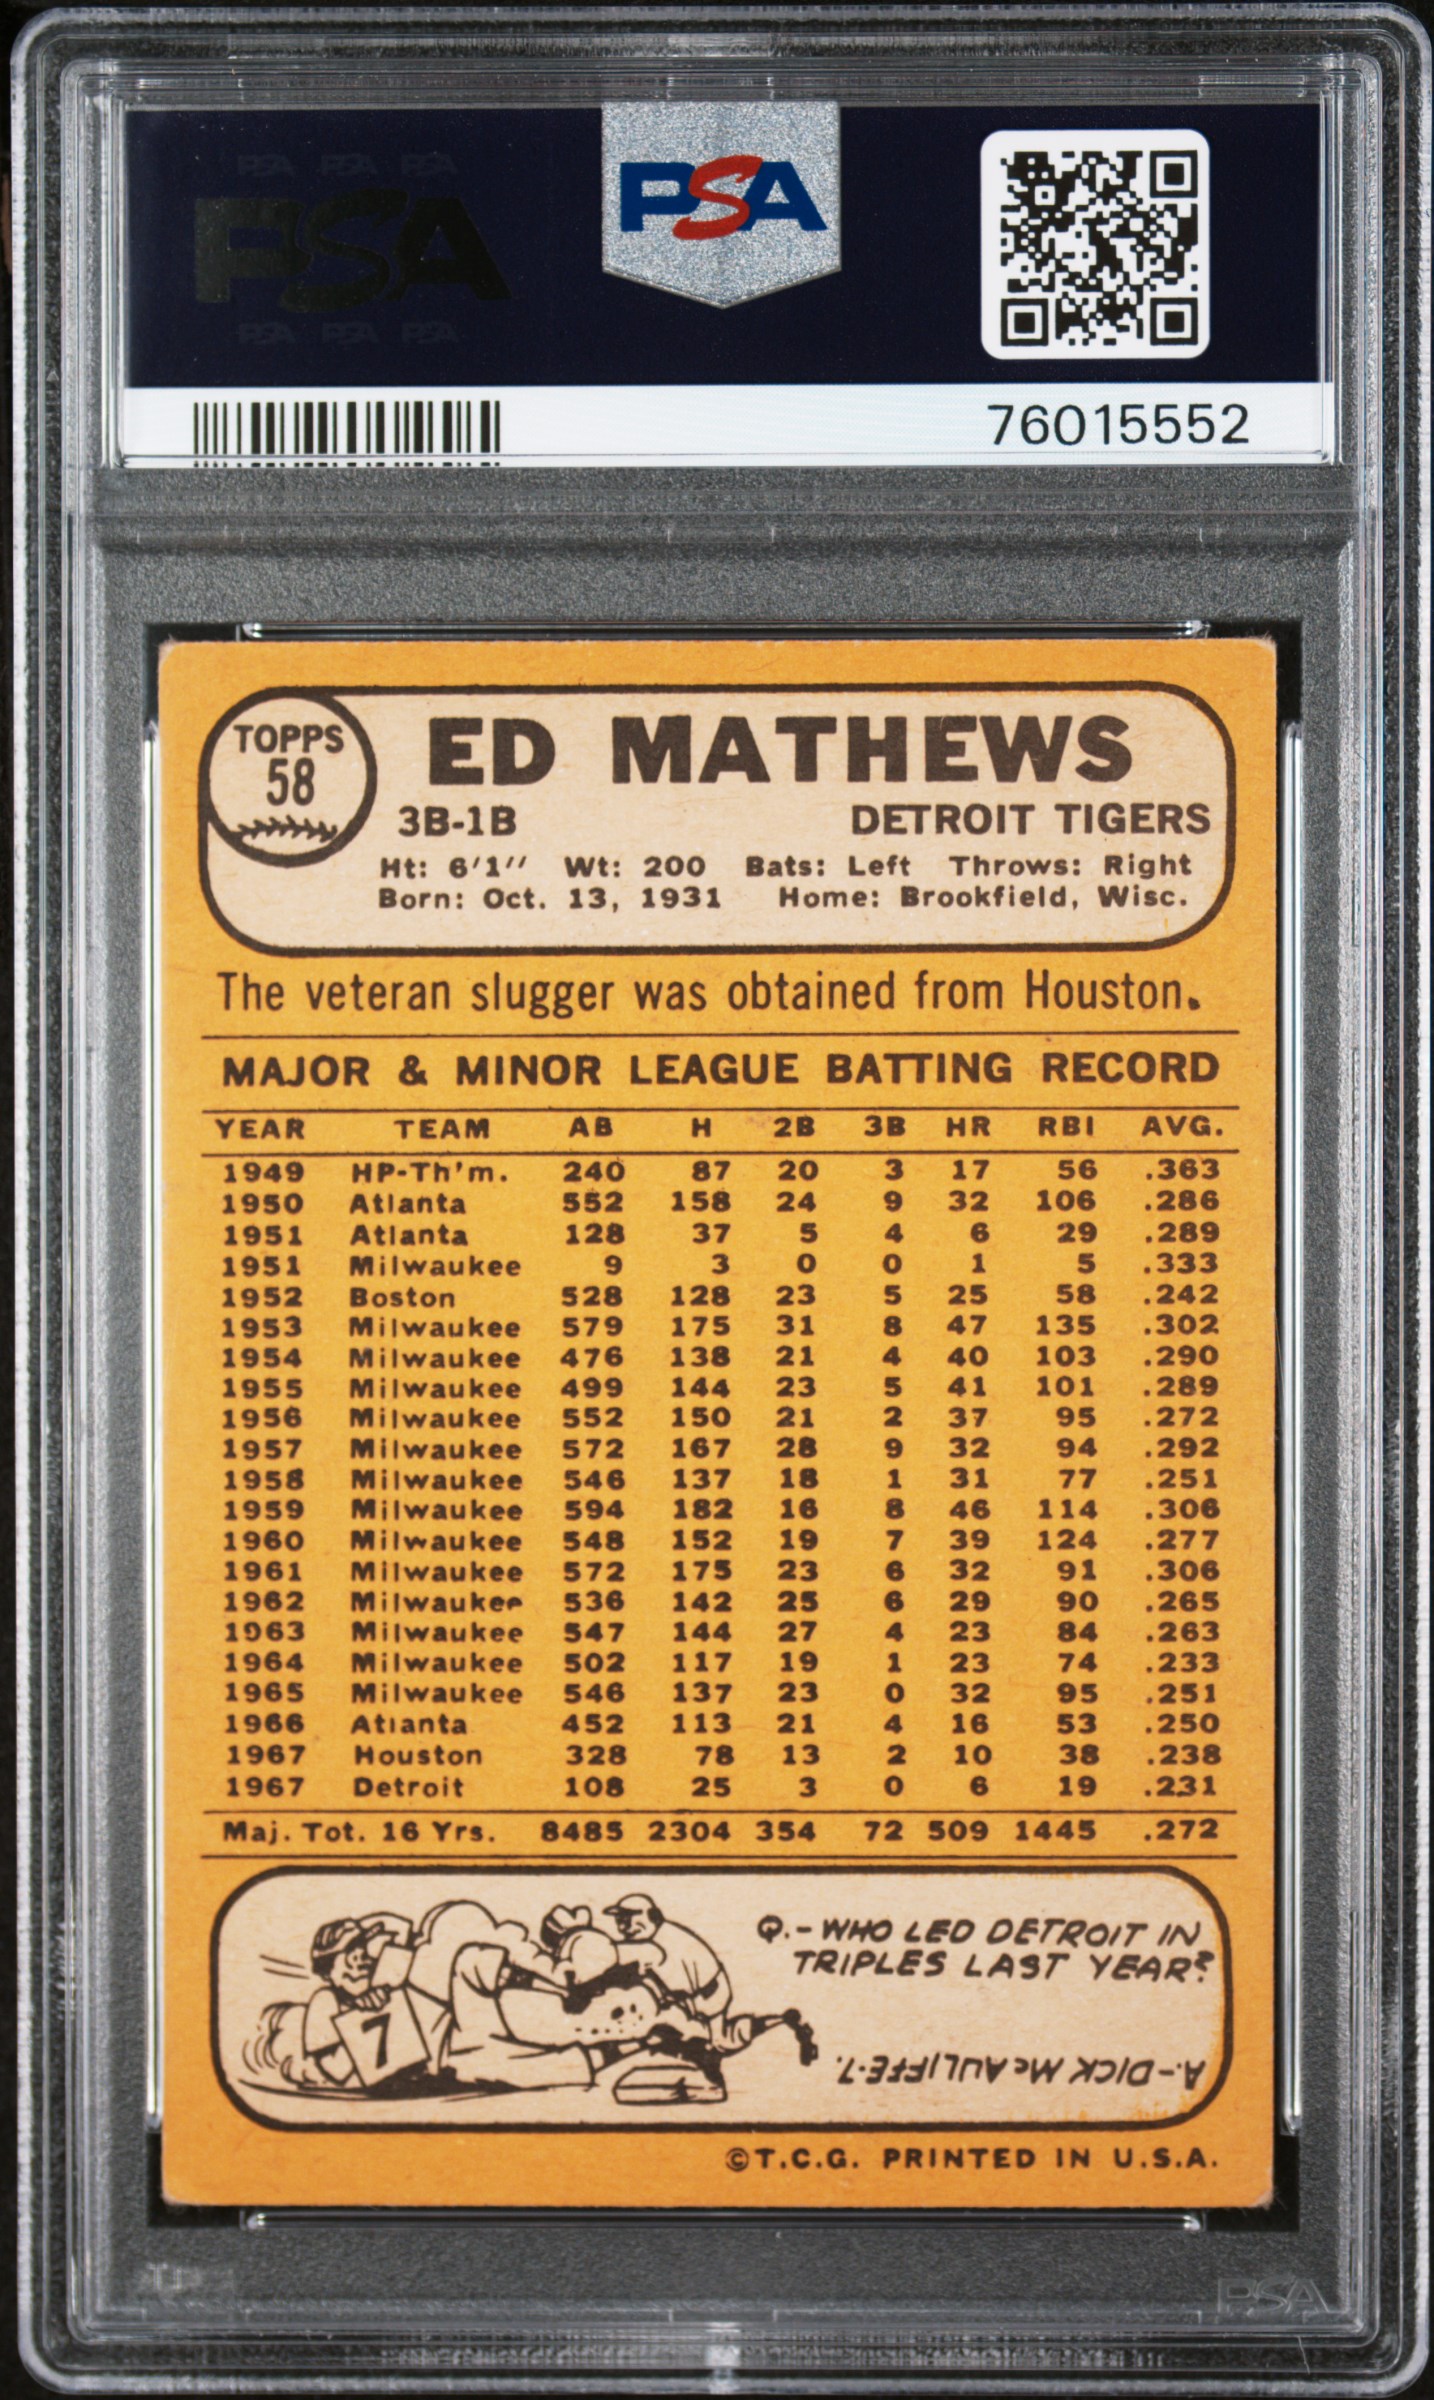 PSA PSA PSA
PSA
PSA PSA PSA
PSA
76015552
TOPPS
58
ED MATHEWS
3B-1B DETROIT TIGERS
Ht: 6'1" Wt: 200 Bats: Left Throws: Right
Born: Oct. 13, 1931 Home: Brookfield, Wisc.
The veteran slugger was obtained from Houston.
MAJOR & MINOR LEAGUE BATTING RECORD
YEAR TEAM AB H 2B 3B HR RBI AVG.
1949 HP-Th'm. 240 87 20 3 17 56 .363
1950 Atlanta 552 158 24 9 32 106 .286
1951 Atlanta 128 37 5 4 6 29 .289
1951 Milwaukee 9 3 0 0 1 5 .333
1952 Boston 528 128 23 5 25 58 .242
1953 Milwaukee 579 175 31 8 47 135 .302
1954 Milwaukee 476 138 21 4 40 103 .290
1955 Milwaukee 499 144 23 5 41 101 .289
1956 Milwaukee 552 150 21 2 37 95 .272
1957 Milwaukee 572 167 28 9 32 94 .292
1958 Milwaukee 546 137 18 1 31 77 .251
1959 Milwaukee 594 182 16 8 46 114 .306
1960 Milwaukee 548 152 19 7 39 124 .277
1961 Milwaukee 572 175 23 6 32 91 .306
1962 Milwaukee 536 142 25 6 29 90 .265
1963 Milwaukee 547 144 27 4 23 84 .263
1964 Milwaukee 502 117 19 1 23 74 .233
1965 Milwaukee 546 137 23 0 32 95 .251
1966 Atlanta 452 113 21 4 16 53 .250
1967 Houston 328 78 13 2 10 38 .238
1967 Detroit 108 25 3 0 6 19 .231
Maj. Tot. 16 Yrs. 8485 2304 354 72 509 1445 .272
Q.-WHO LED DETROIT IN
TRIPLES LAST YEAR?
7
A.-DICK McAULIFFE-7.
©T.C.G. PRINTED IN U.S.A.
PSA